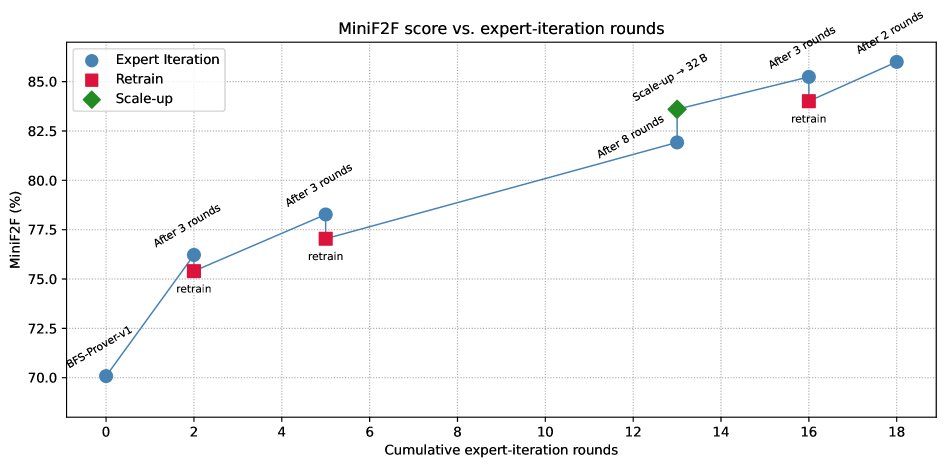 MiniF2F score vs. expert-iteration rounds
Expert Iteration
Retrain
Scale-up
MiniF2F (%)
85.0
82.5
80.0
77.5
75.0
72.5
70.0
BFS-Prover-v1
After 3 rounds
retrain
After 3 rounds
retrain
After 8 rounds
Scale-up → 32 B
After 3 rounds
retrain
After 2 rounds
0 2 4 6 8 10 12 14 16 18
Cumulative expert-iteration rounds